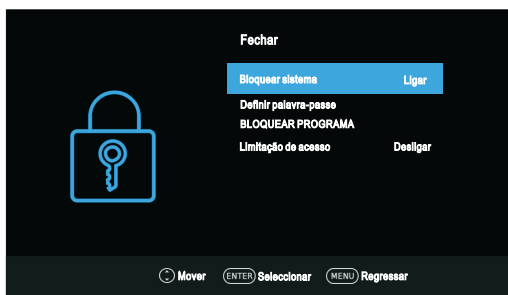 Fechar
Bloquear sistema Ligar
Definir palavra-passe
BLOQUEAR PROGRAMA
Limitação de acesso Desligar
Mover ENTER Seleccionar MENU Regressar